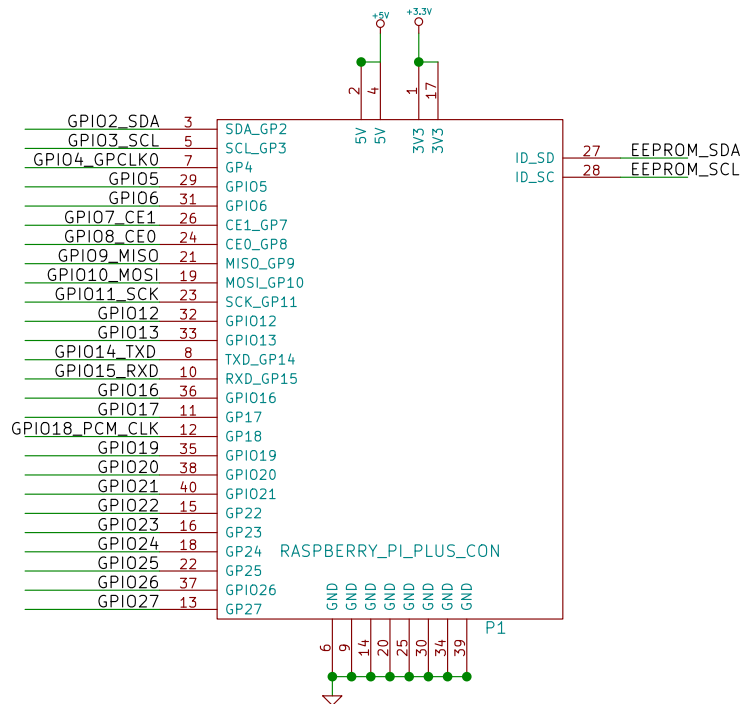 +5V +3.3V
2 4 1 17
5V 5V 3V3 3V3
GPIO2_SDA 3 SDA_GP2
GPIO3_SCL 5 SCL_GP3
GPIO4_GPCLK0 7 GP4
GPIO5 29 GPIO5
GPIO6 31 GPIO6
GPIO7_CE1 26 CE1_GP7
GPIO8_CE0 24 CE0_GP8
GPIO9_MISO 21 MISO_GP9
GPIO10_MOSI 19 MOSI_GP10
GPIO11_SCK 23 SCK_GP11
GPIO12 32 GPIO12
GPIO13 33 GPIO13
GPIO14_TXD 8 TXD_GP14
GPIO15_RXD 10 RXD_GP15
GPIO16 36 GPIO16
GPIO17 11 GP17
GPIO18_PCM_CLK 12 GP18
GPIO19 35 GPIO19
GPIO20 38 GPIO20
GPIO21 40 GPIO21
GPIO22 15 GP22
GPIO23 16 GP23
GPIO24 18 GP24
GPIO25 22 GP25
GPIO26 37 GPIO26
GPIO27 13 GP27
ID_SD 27 EEPROM_SDA
ID_SC 28 EEPROM_SCL
RASPBERRY_PI_PLUS_CON
GND GND GND GND GND GND GND GND
P1
6 9 14 20 25 30 34 39